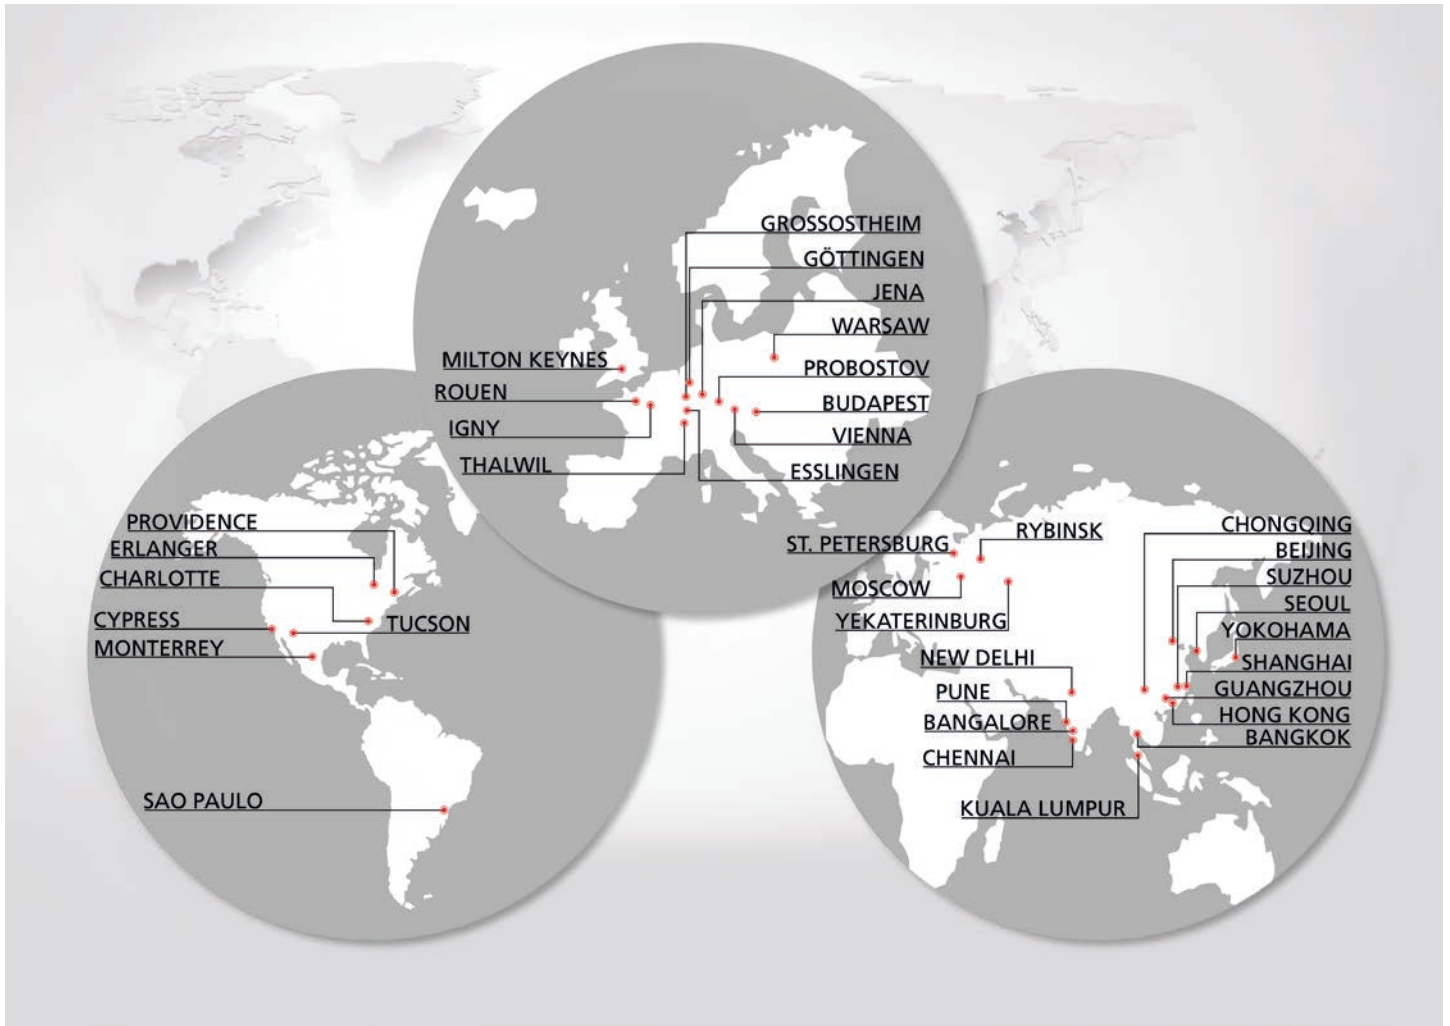 GROSSOSTHEIM
GÖTTINGEN
JENA
WARSAW
MILTON KEYNES
PROBOSTOV
ROUEN
BUDAPEST
IGNY
VIENNA
THALWIL
ESSLINGEN
PROVIDENCE
ERLANGER
CHARLOTTE
CYPRESS
TUCSON
MONTERREY
SAO PAULO
ST. PETERSBURG
RYBINSK
CHONGQING
BEIJING
MOSCOW
SUZHOU
YEKATERINBURG
SEOUL
YOKOHAMA
NEW DELHI
SHANGHAI
PUNE
GUANGZHOU
BANGALORE
HONG KONG
BANGKOK
CHENNAI
KUALA LUMPUR